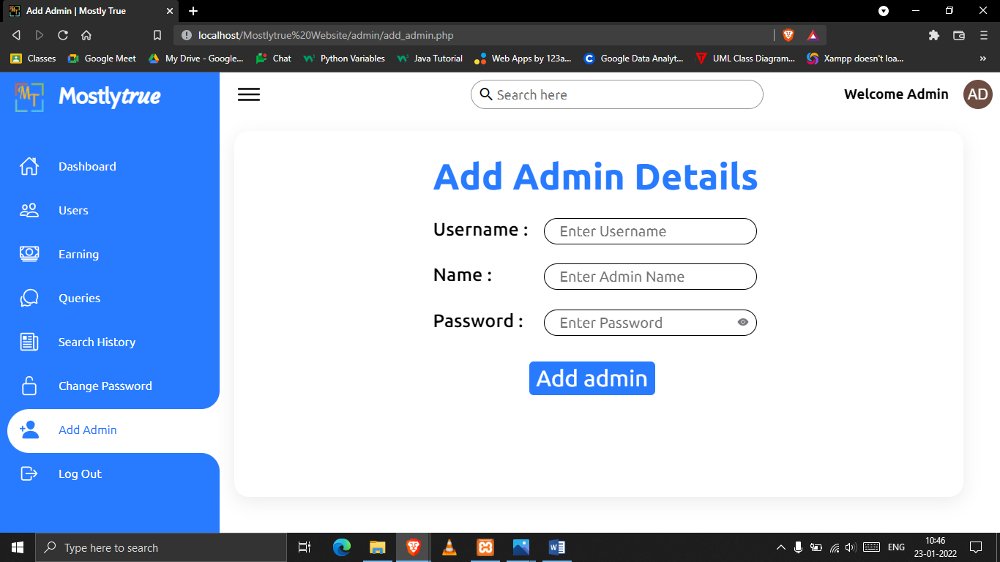 Add Admin | Mostly True
localhost/Mostlytrue%20Website/admin/add_admin.php
Classes
Google Meet
My Drive - Google...
Chat
Python Variables
Java Tutorial
Web Apps by 123a...
Google Data Analyt...
UML Class Diagram...
Xampp doesn't loa...
»
MT
Mostlytrue
Search here
Welcome Admin
AD
Dashboard
Users
Earning
Queries
Search History
Change Password
Add Admin
Log Out
Add Admin Details
Username :
Enter Username
Name :
Enter Admin Name
Password :
Enter Password
Add admin
Type here to search
ENG
10:46
23-01-2022